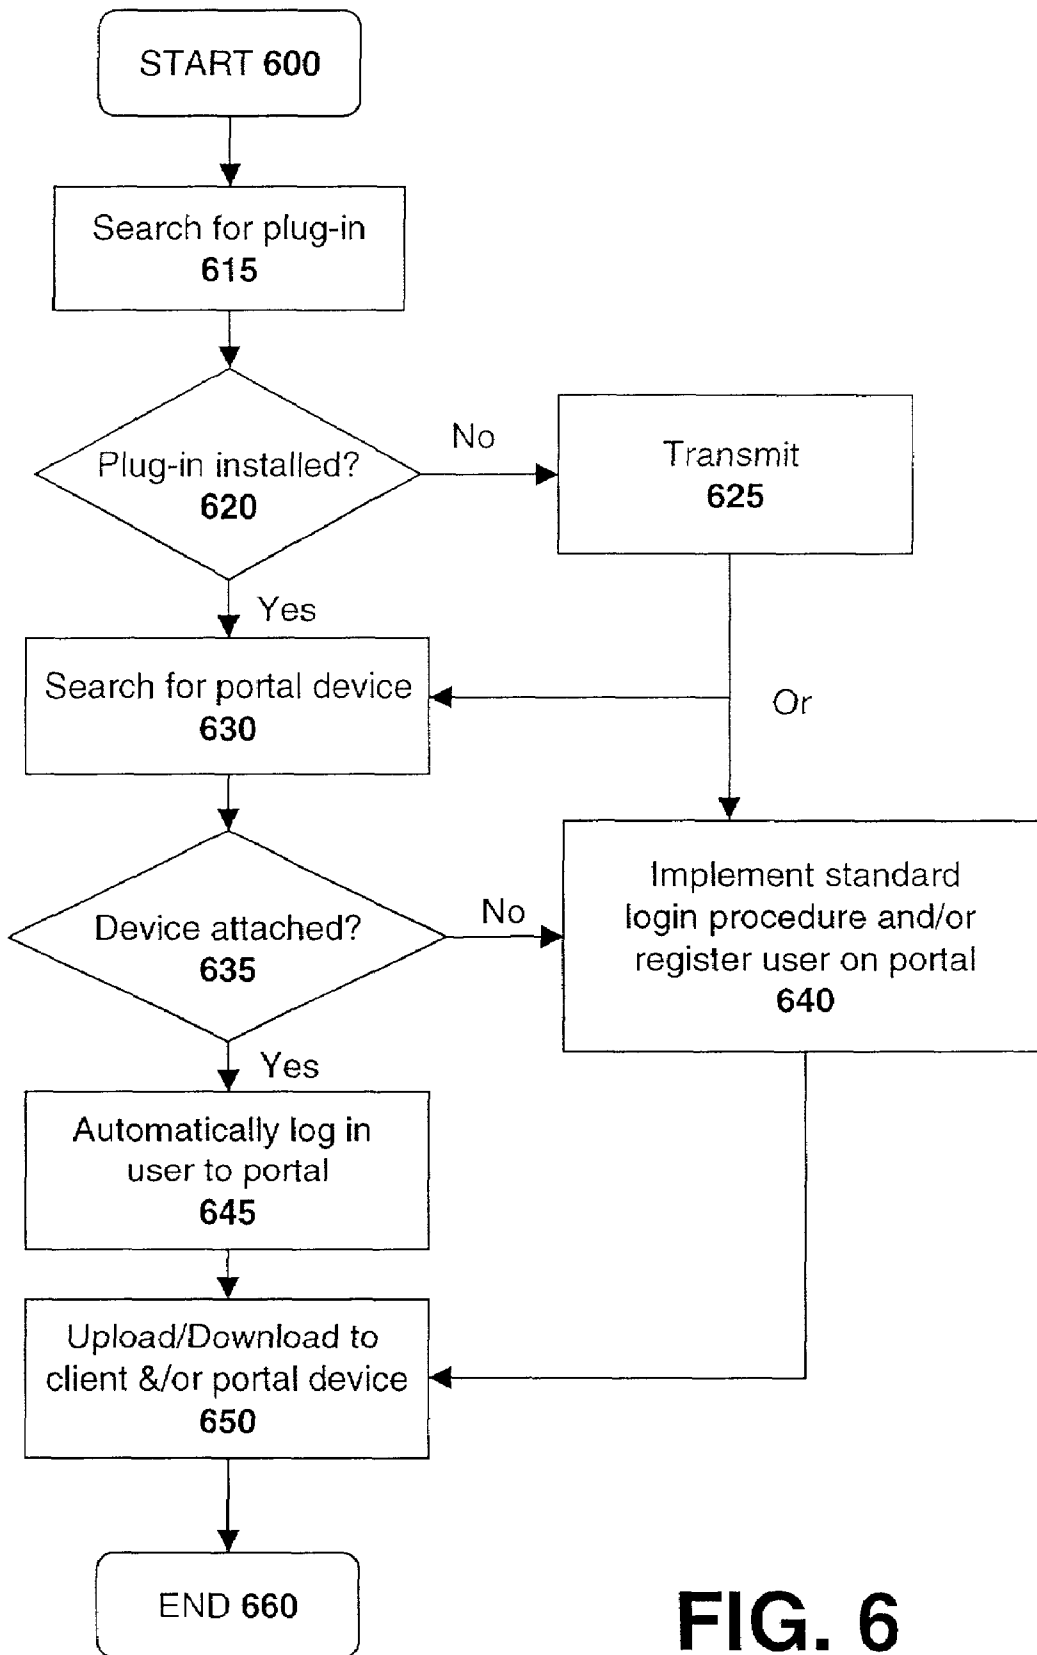 START 600
Search for plug-in
615
Plug-in installed?
620
No
Transmit
625
Yes
Search for portal device
630
Or
Device attached?
635
No
Implement standard
login procedure and/or
register user on portal
640
Yes
Automatically log in
user to portal
645
Upload/Download to
client &/or portal device
650
END 660
FIG. 6